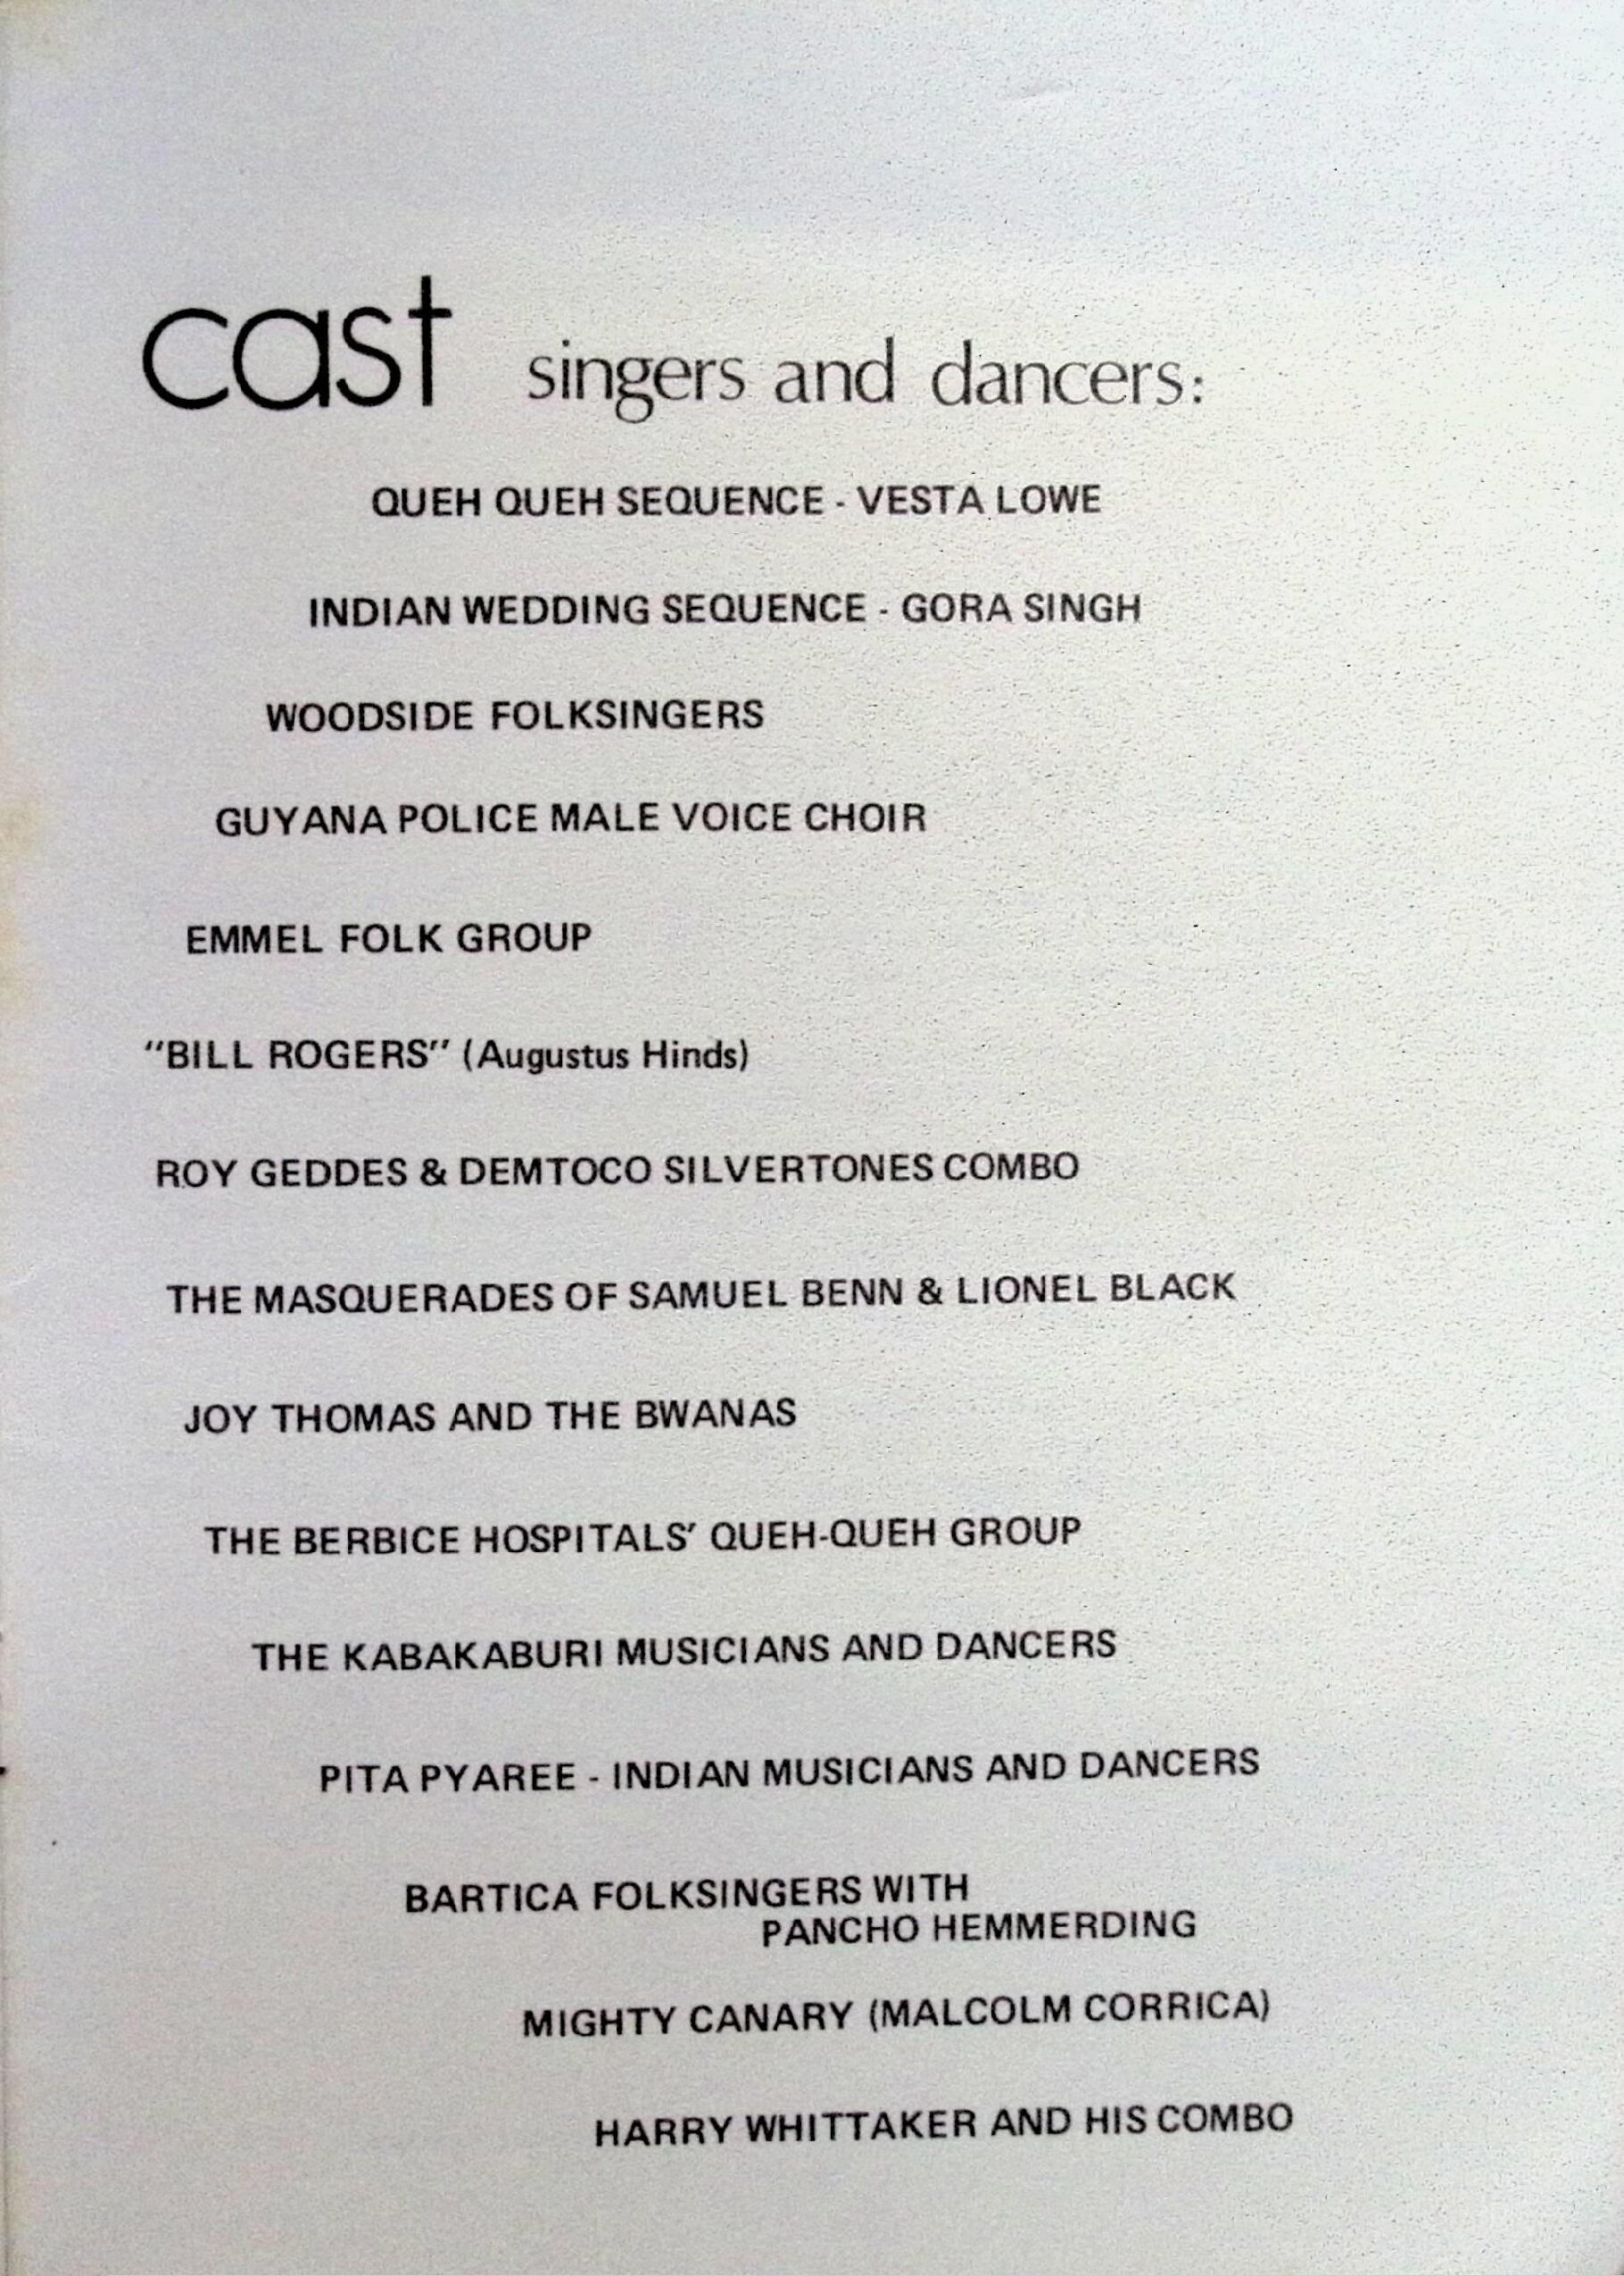 cast singers and dancers:
QUEH QUEH SEQUENCE - VESTA LOWE
INDIAN WEDDING SEQUENCE - GORA SINGH
WOODSIDE FOLKSINGERS
GUYANA POLICE MALE VOICE CHOIR
EMMEL FOLK GROUP
"BILL ROGERS" (Augustus Hinds)
ROY GEDDES & DEMTOCO SILVERTONES COMBO
THE MASQUERADES OF SAMUEL BENN & LIONEL BLACK
JOY THOMAS AND THE BWANAS
THE BERBICE HOSPITALS' QUEH-QUEH GROUP
THE KABAKABURI MUSICIANS AND DANCERS
PITA PYAREE - INDIAN MUSICIANS AND DANCERS
BARTICA FOLKSINGERS WITH
PANCHO HEMMERDING
MIGHTY CANARY (MALCOLM CORRICA)
HARRY WHITTAKER AND HIS COMBO